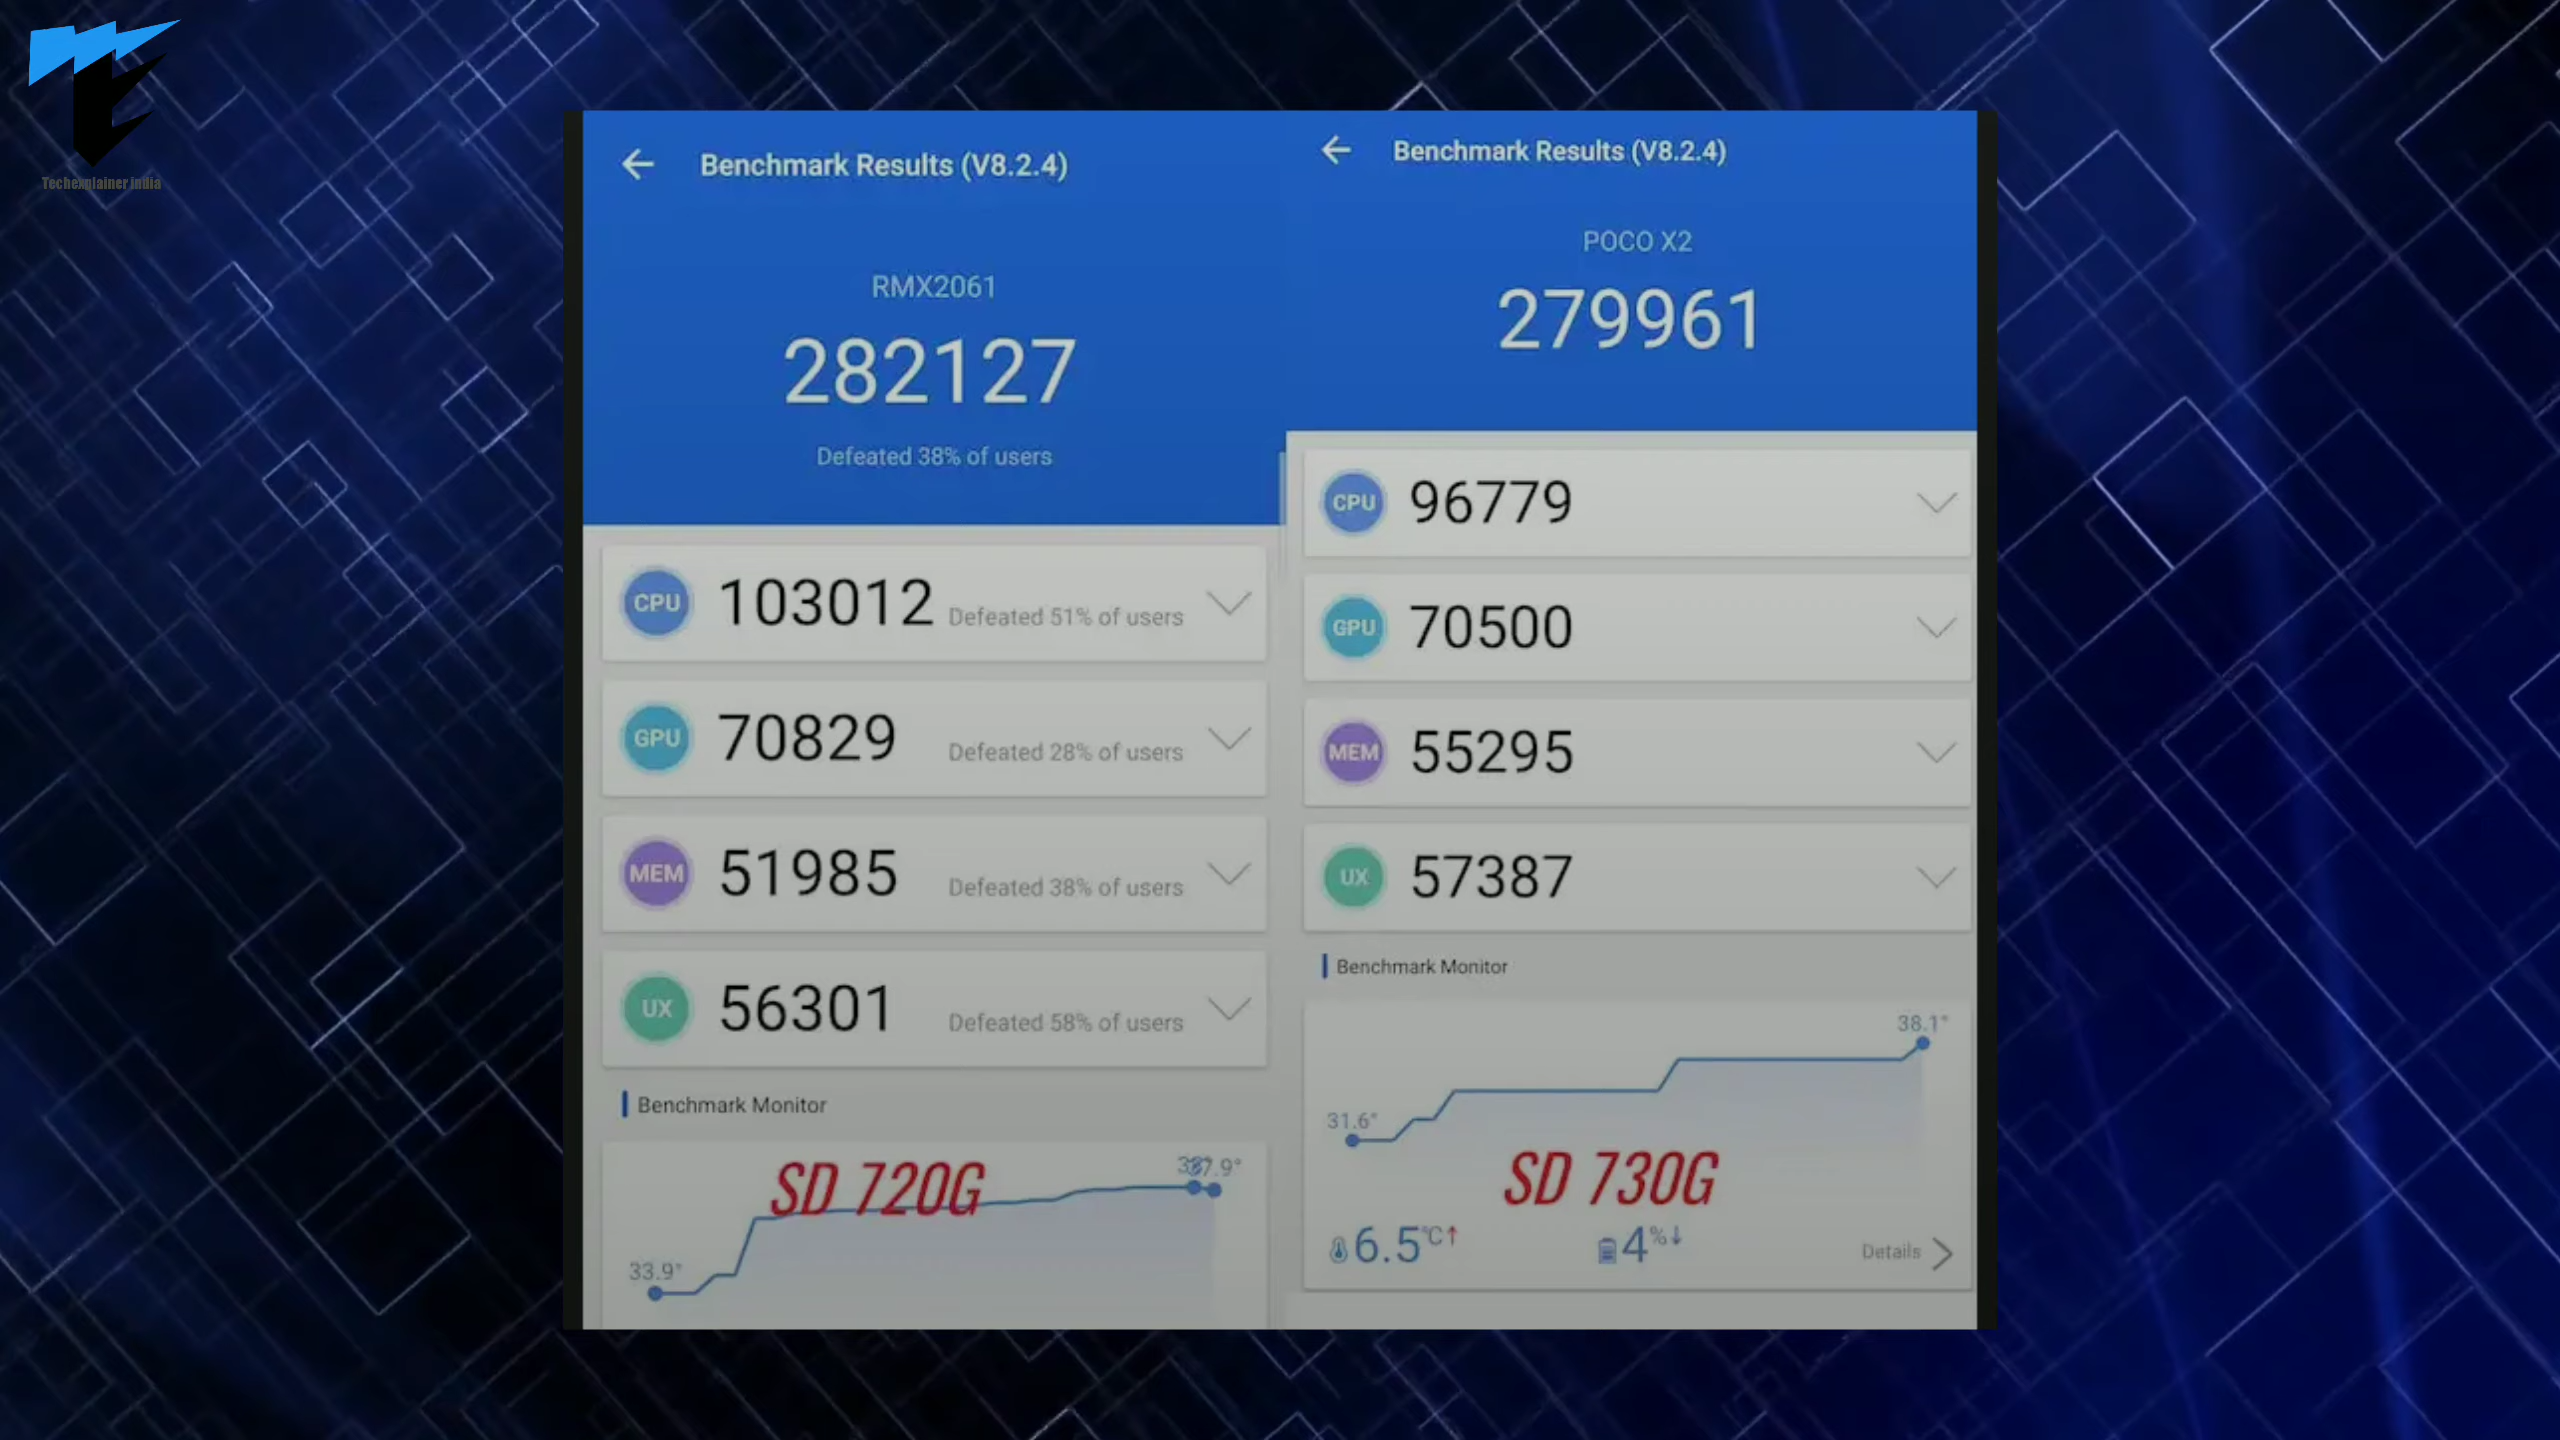 Techexplainer india
Benchmark Results (V8.2.4)
RMX2061
282127
Defeated 38% of users
CPU 103012 Defeated 51% of users
GPU 70829 Defeated 28% of users
MEM 51985 Defeated 38% of users
UX 56301 Defeated 58% of users
Benchmark Monitor
SD 720G
33.9°
Benchmark Results (V8.2.4)
POCO X2
279961
CPU 96779
GPU 70500
MEM 55295
UX 57387
Benchmark Monitor
38.1°
31.6°
SD 730G
6.5℃↑ 4%↓ Details